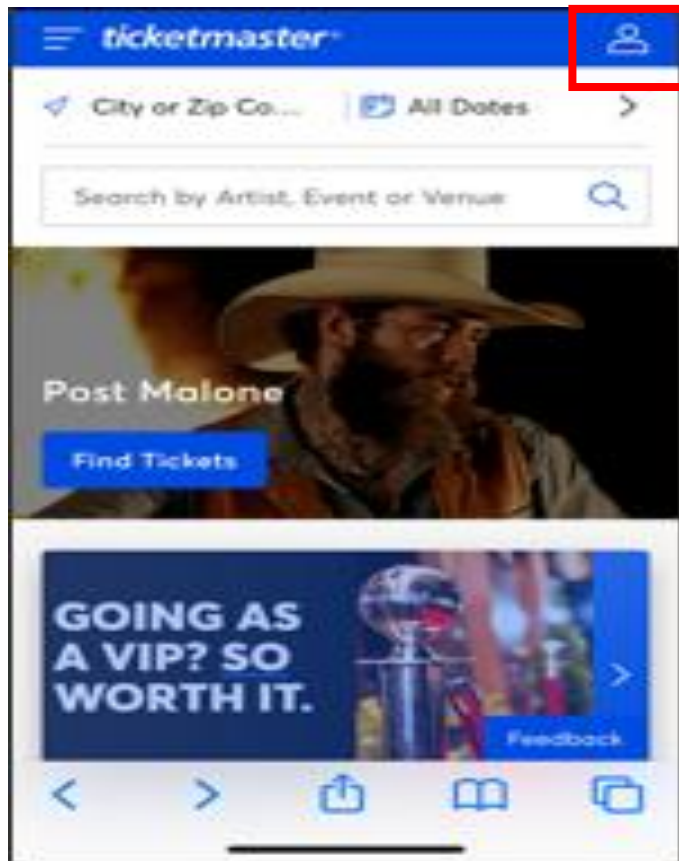 ticketmaster
City or Zip Co... All Dates
Search by Artist, Event or Venue
Post Malone
Find Tickets
GOING AS
A VIP? SO
WORTH IT.
Feedback